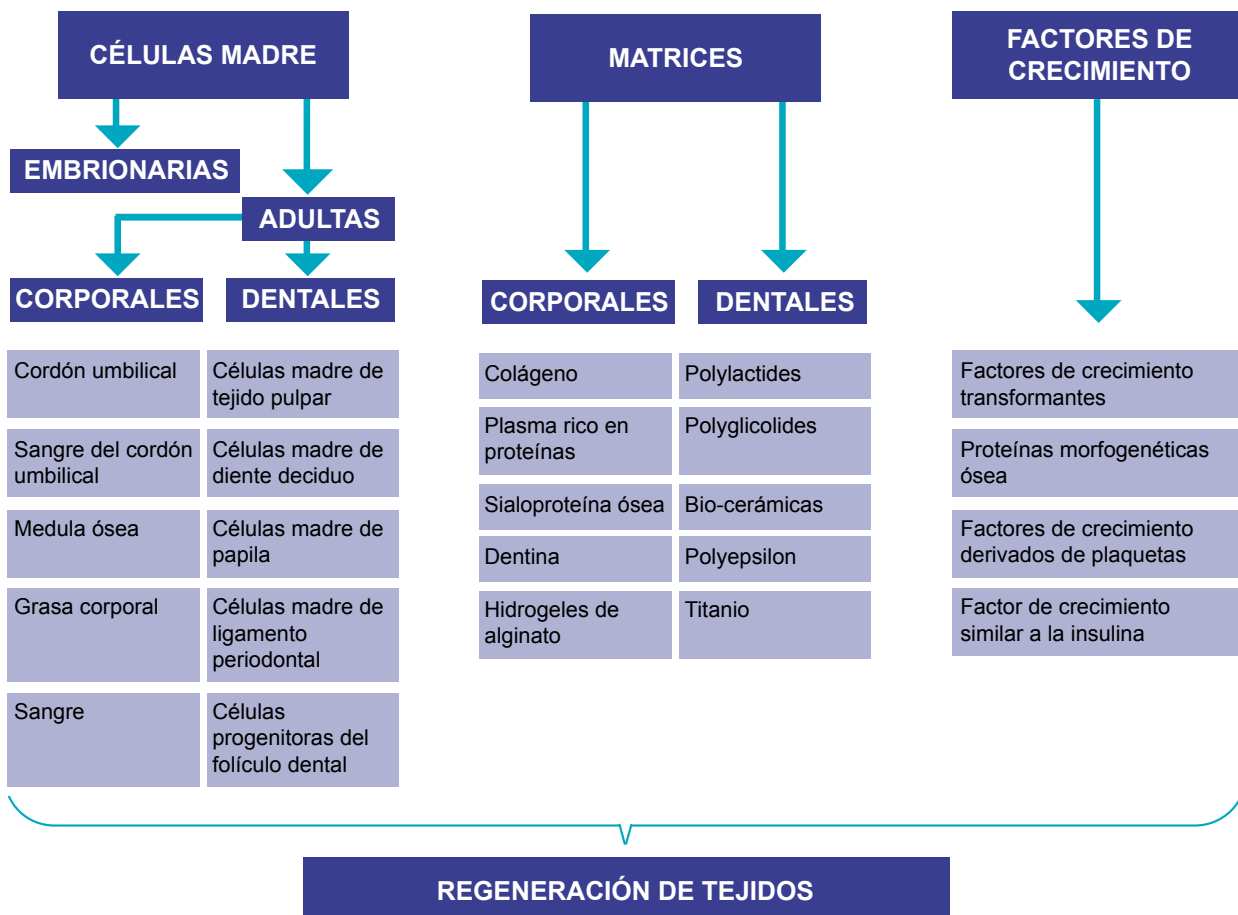 CÉLULAS MADRE
EMBRIONARIAS
ADULTAS
CORPORALES
DENTALES
Cordón umbilical
Células madre de
tejido pulpar
Sangre del cordón
umbilical
Células madre de
diente deciduo
Medula ósea
Células madre de
papila
Grasa corporal
Células madre de
ligamento
periodontal
Sangre
Células
progenitoras del
folículo dental
MATRICES
CORPORALES
DENTALES
Colágeno
Polylactides
Plasma rico en
proteínas
Polyglicolides
Sialoproteína ósea
Bio-cerámicas
Dentina
Polyepsilon
Hidrogeles de
alginato
Titanio
FACTORES DE
CRECIMIENTO
Factores de crecimiento
transformantes
Proteínas morfogenéticas
ósea
Factores de crecimiento
derivados de plaquetas
Factor de crecimiento
similar a la insulina
REGENERACIÓN DE TEJIDOS